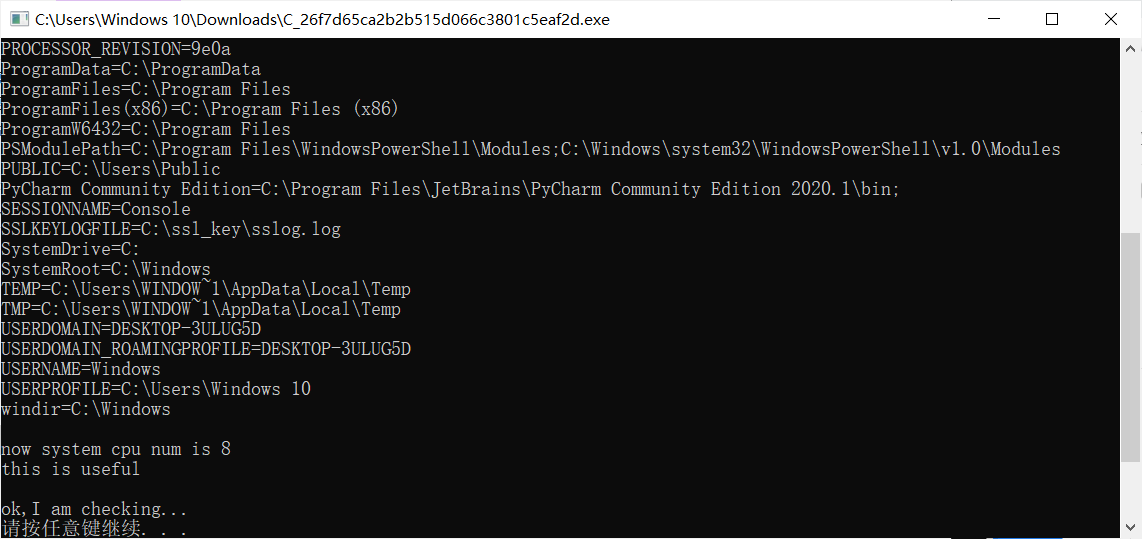 C:\Users\Windows 10\Downloads\C_26f7d65ca2b2b515d066c3801c5eaf2d.exe
PROCESSOR_REVISION=9e0a
ProgramData=C:\ProgramData
ProgramFiles=C:\Program Files
ProgramFiles(x86)=C:\Program Files (x86)
ProgramW6432=C:\Program Files
PSModulePath=C:\Program Files\WindowsPowerShell\Modules;C:\Windows\system32\WindowsPowerShell\v1.0\Modules
PUBLIC=C:\Users\Public
PyCharm Community Edition=C:\Program Files\JetBrains\PyCharm Community Edition 2020.1\bin;
SESSIONNAME=Console
SSLKEYLOGFILE=C:\ssl_key\sslog.log
SystemDrive=C:
SystemRoot=C:\Windows
TEMP=C:\Users\WINDOW~1\AppData\Local\Temp
TMP=C:\Users\WINDOW~1\AppData\Local\Temp
USERDOMAIN=DESKTOP-3ULUG5D
USERDOMAIN_ROAMINGPROFILE=DESKTOP-3ULUG5D
USERNAME=Windows
USERPROFILE=C:\Users\Windows 10
windir=C:\Windows
now system cpu num is 8
this is useful
ok,I am checking...
请按任意键继续. . .